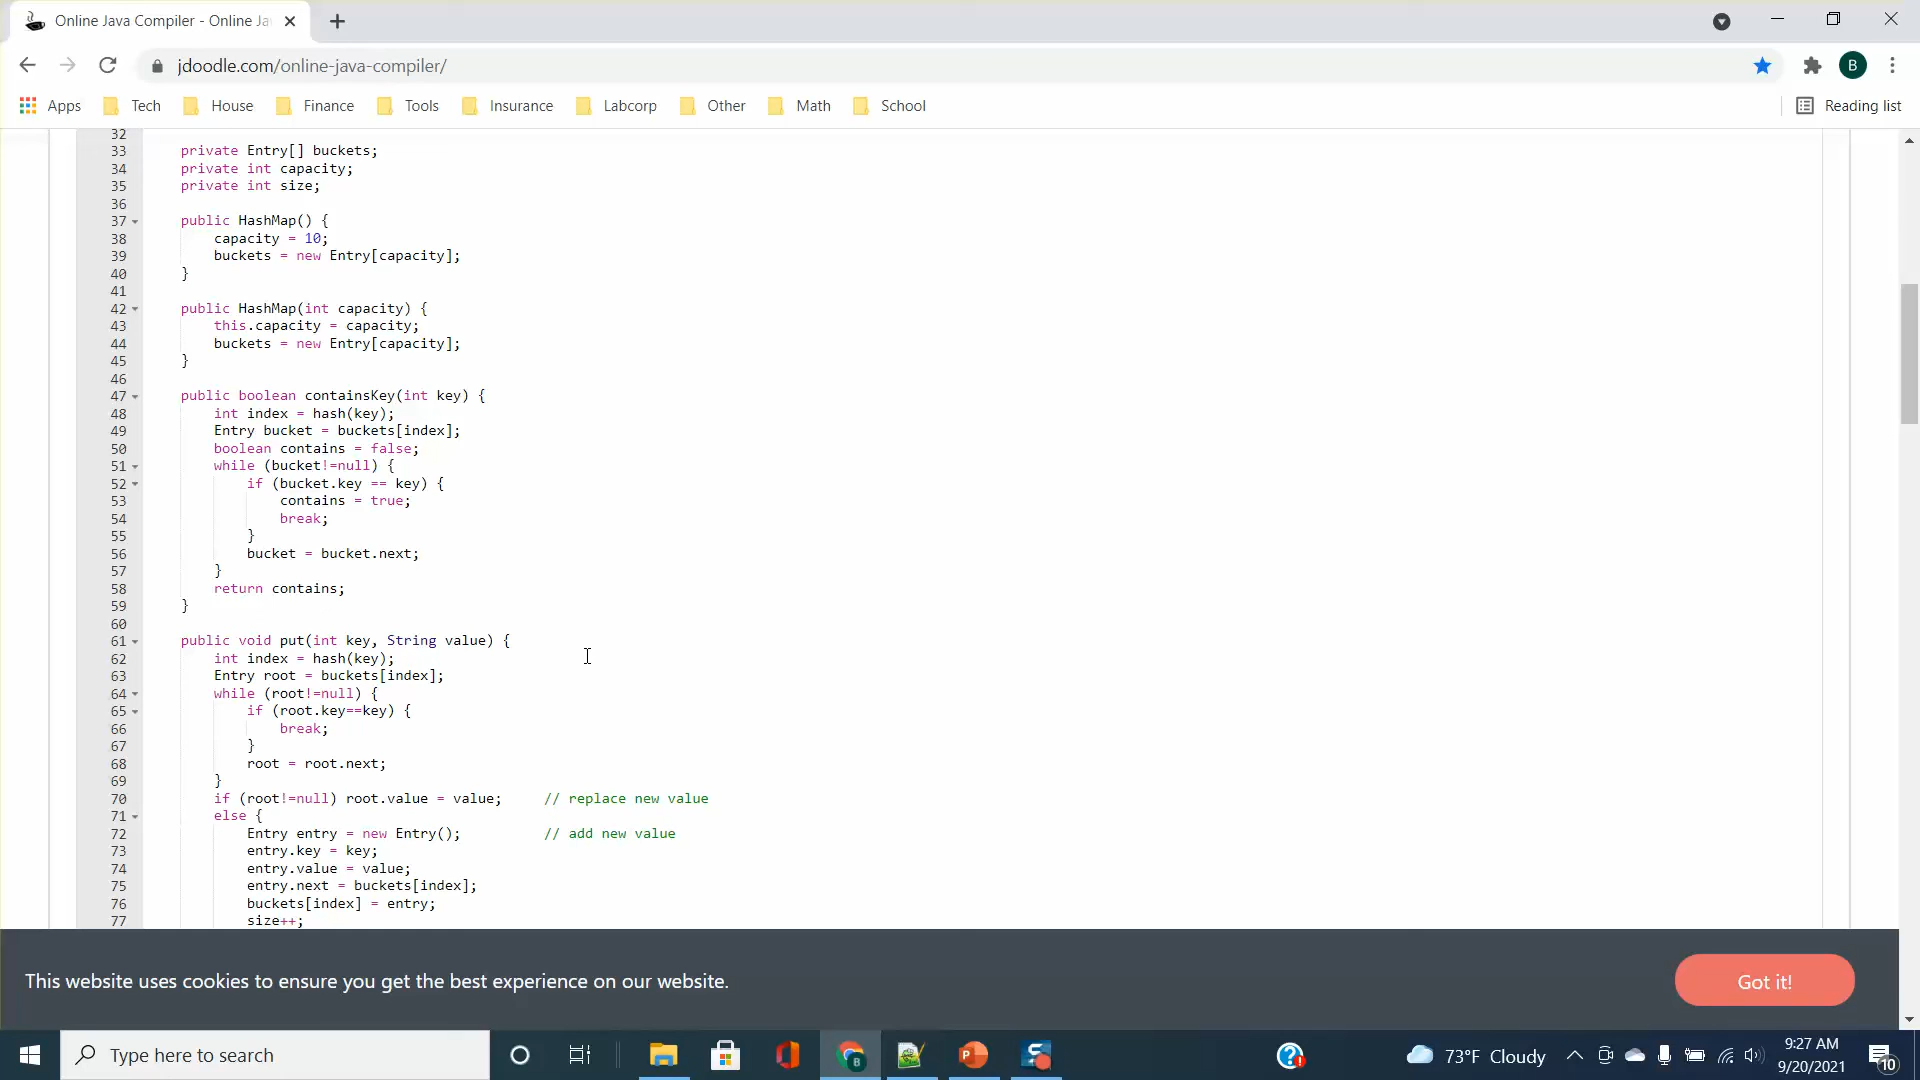 Online Java Compiler - Online Ja
jdoodle.com/online-java-compiler/
B
Apps Tech House Finance Tools Insurance Labcorp Other Math School Reading list
32
33 private Entry[] buckets;
34 private int capacity;
35 private int size;
36
37 public HashMap() {
38 capacity = 10;
39 buckets = new Entry[capacity];
40 }
41
42 public HashMap(int capacity) {
43 this.capacity = capacity;
44 buckets = new Entry[capacity];
45 }
46
47 public boolean containsKey(int key) {
48 int index = hash(key);
49 Entry bucket = buckets[index];
50 boolean contains = false;
51 while (bucket!=null) {
52 if (bucket.key == key) {
53 contains = true;
54 break;
55 }
56 bucket = bucket.next;
57 }
58 return contains;
59 }
60
61 public void put(int key, String value) {
62 int index = hash(key);
63 Entry root = buckets[index];
64 while (root!=null) {
65 if (root.key==key) {
66 break;
67 }
68 root = root.next;
69 }
70 if (root!=null) root.value = value; // replace new value
71 else {
72 Entry entry = new Entry(); // add new value
73 entry.key = key;
74 entry.value = value;
75 entry.next = buckets[index];
76 buckets[index] = entry;
77 size++;
This website uses cookies to ensure you get the best experience on our website.
Got it!
Type here to search
73°F Cloudy
9:27 AM
9/20/2021
10